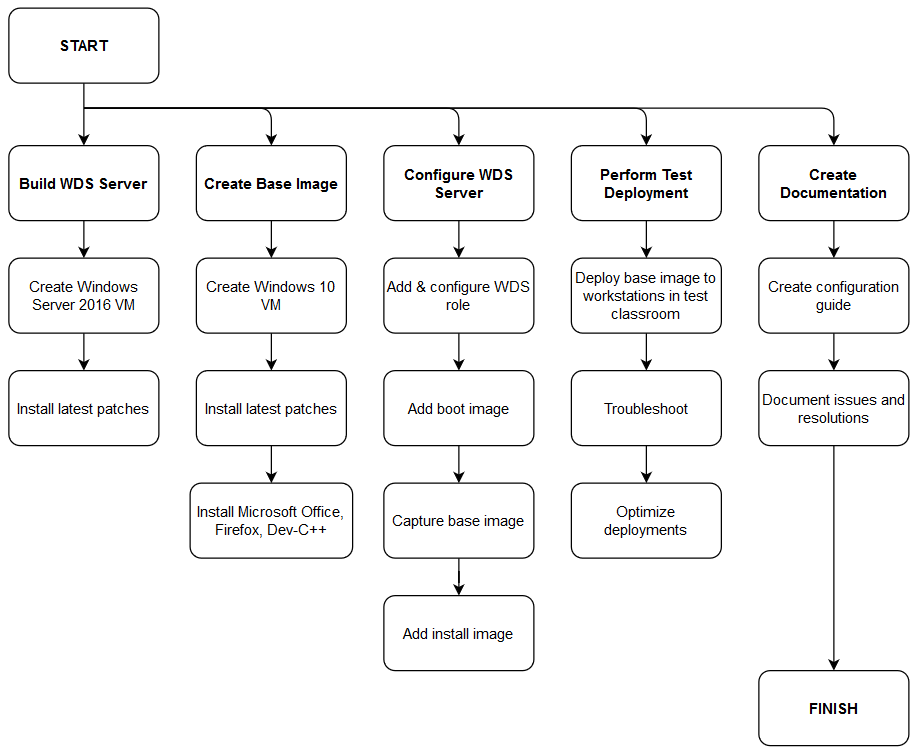 START
Build WDS Server
Create Windows
Server 2016 VM
Install latest patches
Create Base Image
Create Windows 10
VM
Install latest patches
Install Microsoft Office,
Firefox, Dev-C++
Configure WDS
Server
Add & configure WDS
role
Add boot image
Capture base image
Add install image
Perform Test
Deployment
Deploy base image to
workstations in test
classroom
Troubleshoot
Optimize
deployments
Create
Documentation
Create configuration
guide
Document issues and
resolutions
FINISH